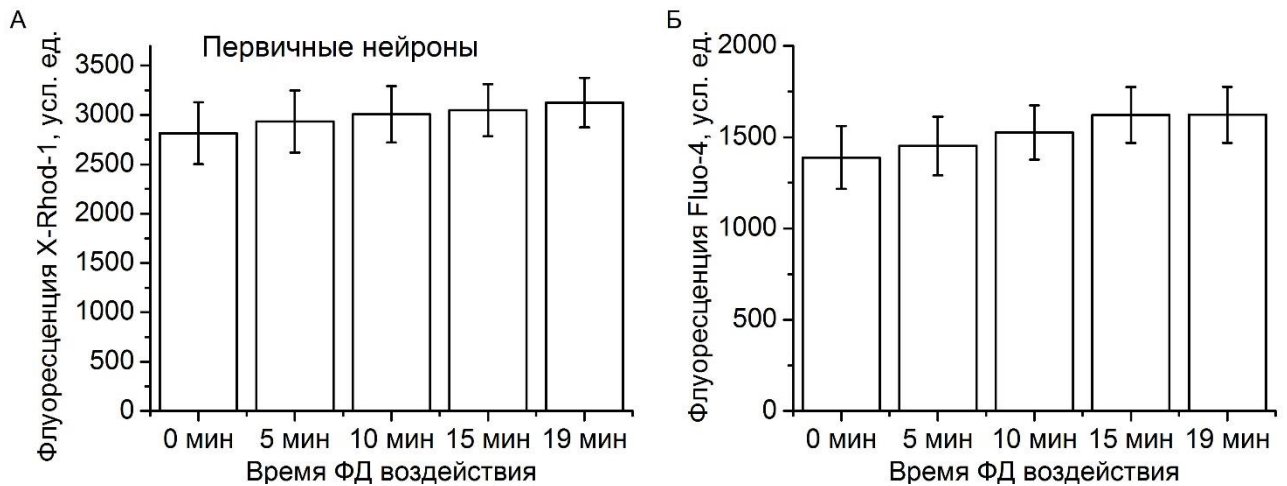 А
Первичные нейроны
Флуоресценция X-Rhod-1, усл. ед.
3500
3000
2500
2000
1500
1000
500
0
0 мин 5 мин 10 мин 15 мин 19 мин
Время ФД воздействия
Б
Флуоресценция Fluo-4, усл. ед.
2000
1500
1000
500
0
0 мин 5 мин 10 мин 15 мин 19 мин
Время ФД воздействия